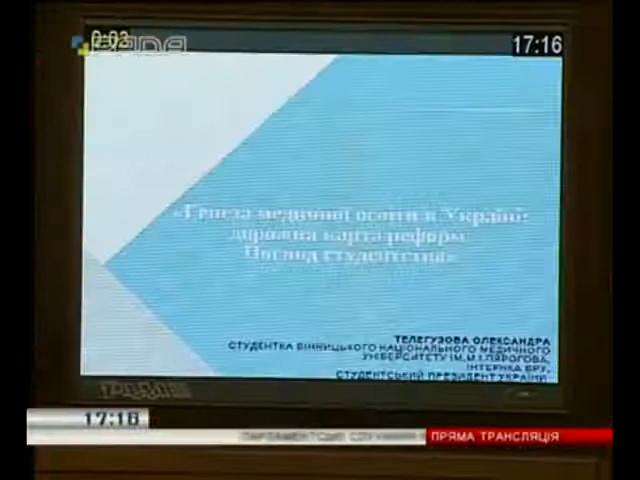 0:03
РАДА
17:16
«Генеза медичної освіти в Україні:
дорожня карта реформ
Погляд студентства»
ТЕЛЕГУЗОВА ОЛЕКСАНДРА
СТУДЕНТКА ВІННИЦЬКОГО НАЦІОНАЛЬНОГО МЕДИЧНОГО
УНІВЕРСИТЕТУ ІМ.М.І.ПИРОГОВА,
ІНТЕРНКА ВРУ,
СТУДЕНТСЬКИЙ ПРЕЗИДЕНТ УКРАЇНИ
17:16
ПАРЛАМЕНТСЬКІ СЛУХАННЯ
ПРЯМА ТРАНСЛЯЦІЯ